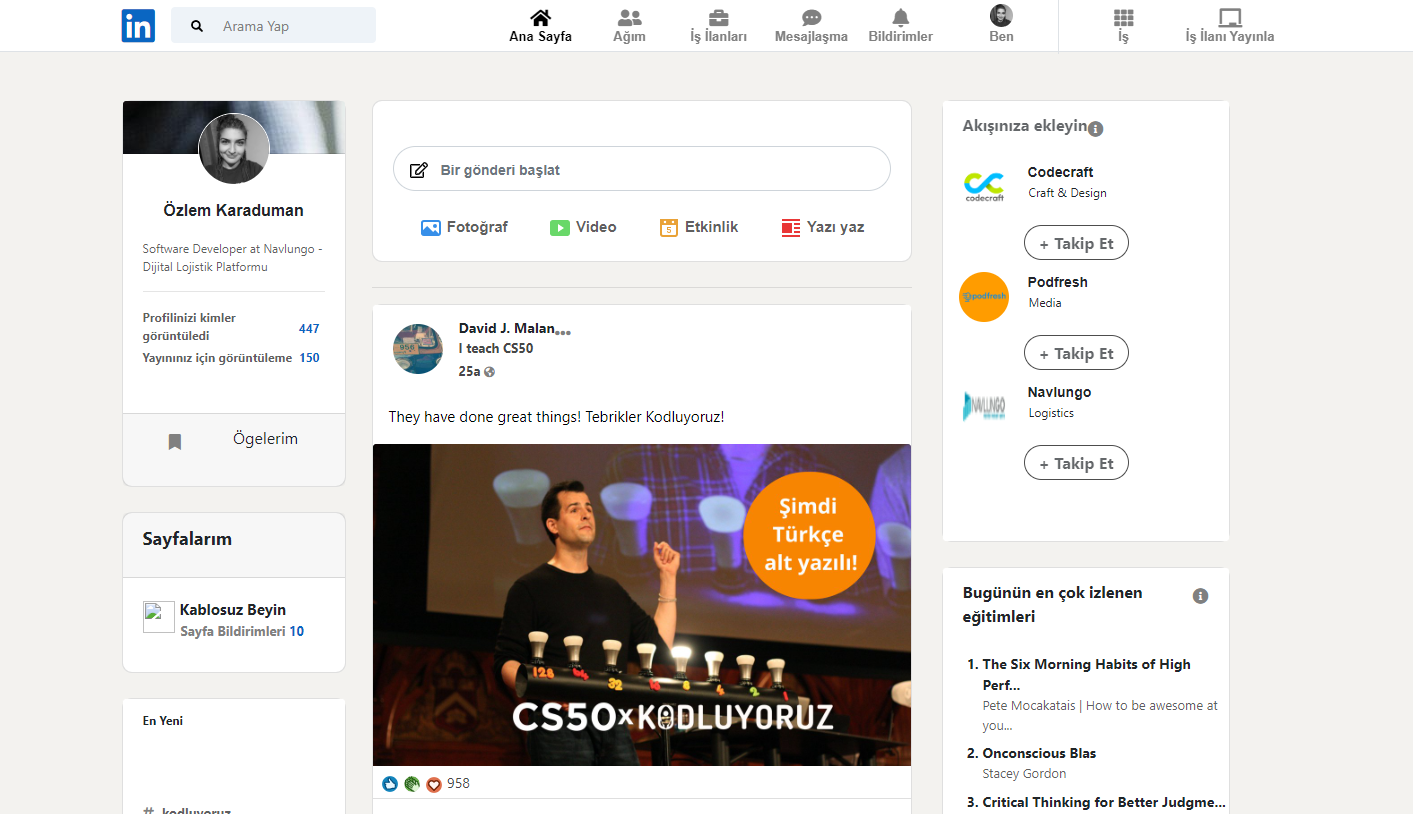 in
Arama Yap
Ana Sayfa
Ağım
İş İlanları
Mesajlaşma
Bildirimler
Ben
İş
İş İlanı Yayınla
Özlem Karaduman
Software Developer at Navlungo -
Dijital Lojistik Platformu
Profilinizi kimler
görüntüledi
447
Yayınınız için görüntüleme 150
Ögelerim
Sayfalarım
Kablosuz Beyin
Sayfa Bildirimleri 10
En Yeni
# kodluyoruz
Bir gönderi başlat
Fotoğraf
Video
5
Etkinlik
Yazı yaz
David J. Malan
I teach CS50
25a
They have done great things! Tebrikler Kodluyoruz!
Şimdi
Türkçe
alt yazılı!
128 64 32 16 8 4 2 1
CS50xKODLUYORUZ
958
Akışınıza ekleyin
codecraft
Codecraft
Craft & Design
+ Takip Et
podfresh
Podfresh
Media
+ Takip Et
NAVLUNGO
Navlungo
Logistics
+ Takip Et
Bugünün en çok izlenen
eğitimleri
1. The Six Morning Habits of High
Perf...
Pete Mocakatais | How to be awesome at
you...
2. Onconscious Blas
Stacey Gordon
3. Critical Thinking for Better Judgme...